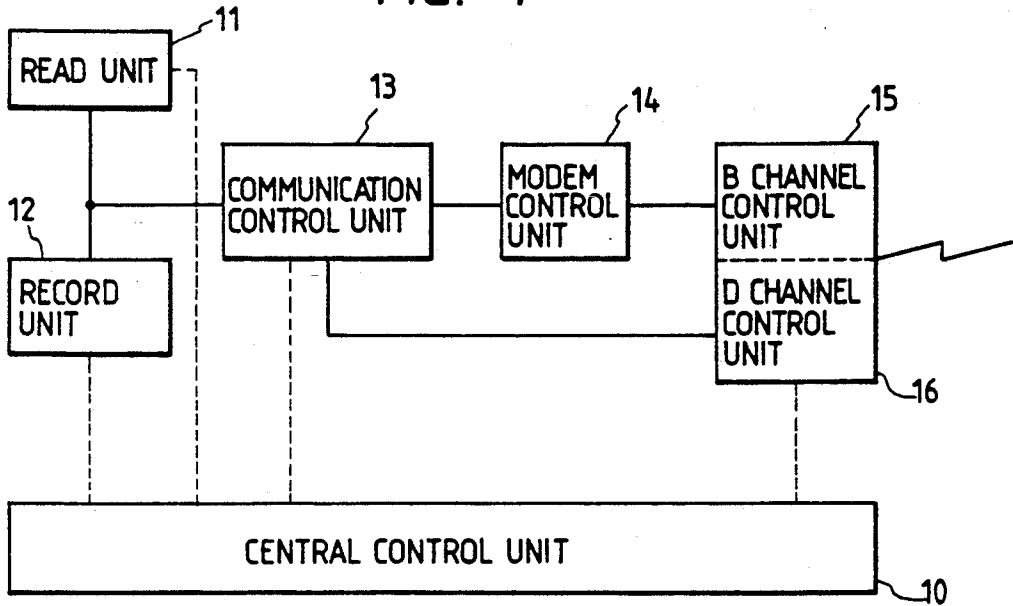 11
READ UNIT
13
14
15
COMMUNICATION
CONTROL UNIT
MODEM
CONTROL
UNIT
B CHANNEL
CONTROL
UNIT
12
RECORD
UNIT
D CHANNEL
CONTROL
UNIT
16
CENTRAL CONTROL UNIT
10